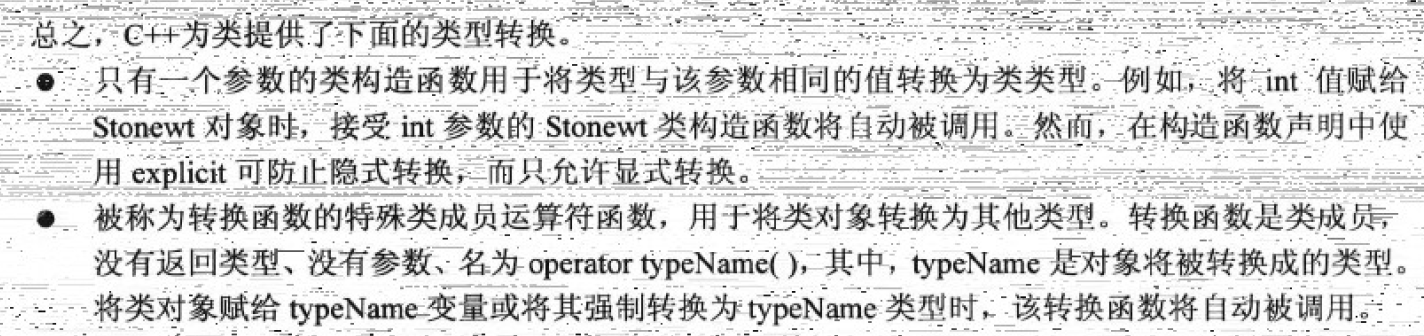 总之，C++为类提供了下面的类型转换。
● 只有一个参数的类构造函数用于将类型与该参数相同的值转换为类类型。例如，将 int 值赋给
Stonewt 对象时，接受 int 参数的 Stonewt 类构造函数将自动被调用。然而，在构造函数声明中使
用 explicit 可防止隐式转换，而只允许显式转换。
● 被称为转换函数的特殊类成员运算符函数，用于将类对象转换为其他类型。转换函数是类成员，
没有返回类型、没有参数、名为 operator typeName( )，其中，typeName 是对象将被转换成的类型。
将类对象赋给 typeName 变量或将其强制转换为 typeName 类型时，该转换函数将自动被调用。